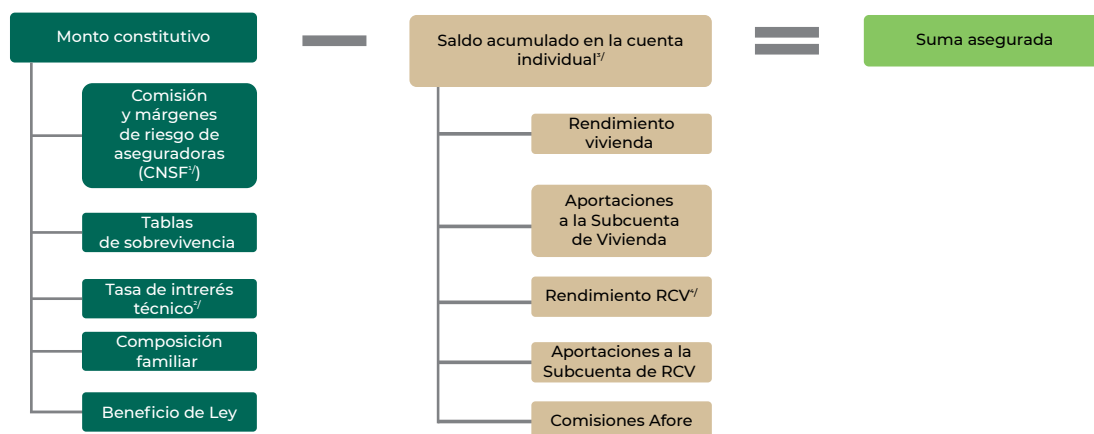 Monto constitutivo
Comisión
y márgenes
de riesgo de
aseguradoras
(CNSF¹/)
Tablas
de sobrevivencia
Tasa de intrerés
técnico²/
Composición
familiar
Beneficio de Ley
Saldo acumulado en la cuenta
individual³/
Rendimiento
vivienda
Aportaciones
a la Subcuenta
de Vivienda
Rendimiento RCV⁴/
Aportaciones a la
Subcuenta de RCV
Comisiones Afore
Suma asegurada